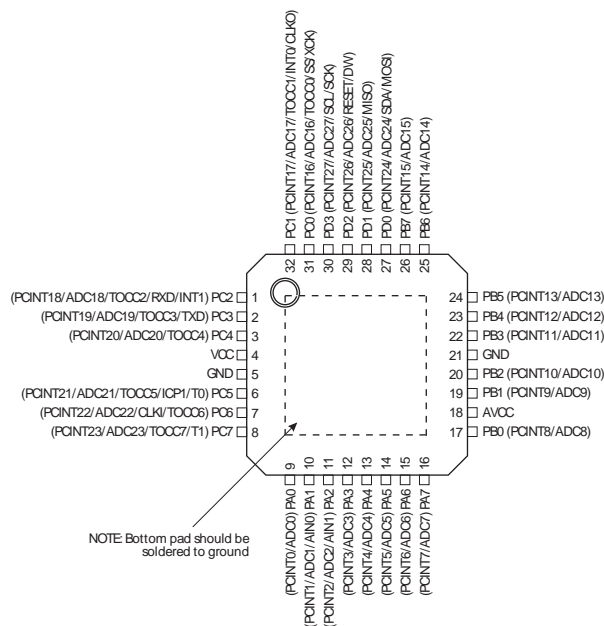 PC1 (PCINT17/ADC17/TOCC1/INT0/CLKO)
PC0 (PCINT16/ADC16/TOCC0/SS/XCK)
PD3 (PCINT27/ADC27/SCL/SCK)
PD2 (PCINT26/ADC26/RESET/DW)
PD1 (PCINT25/ADC25/MISO)
PD0 (PCINT24/ADC24/SDA/MOSI)
PB7 (PCINT15/ADC15)
PB6 (PCINT14/ADC14)
32 31 30 29 28 27 26 25
(PCINT18/ADC18/TOCC2/RXD/INT1) PC2 1
(PCINT19/ADC19/TOCC3/TXD) PC3 2
(PCINT20/ADC20/TOCC4) PC4 3
VCC 4
GND 5
(PCINT21/ADC21/TOCC5/ICP1/T0) PC5 6
(PCINT22/ADC22/CLKI/TOCC6) PC6 7
(PCINT23/ADC23/TOCC7/T1) PC7 8
24 PB5 (PCINT13/ADC13)
23 PB4 (PCINT12/ADC12)
22 PB3 (PCINT11/ADC11)
21 GND
20 PB2 (PCINT10/ADC10)
19 PB1 (PCINT9/ADC9)
18 AVCC
17 PB0 (PCINT8/ADC8)
9 10 11 12 13 14 15 16
(PCINT0/ADC0) PA0
(PCINT1/ADC1/AIN0) PA1
(PCINT2/ADC2/AIN1) PA2
(PCINT3/ADC3) PA3
(PCINT4/ADC4) PA4
(PCINT5/ADC5) PA5
(PCINT6/ADC6) PA6
(PCINT7/ADC7) PA7
NOTE: Bottom pad should be
soldered to ground